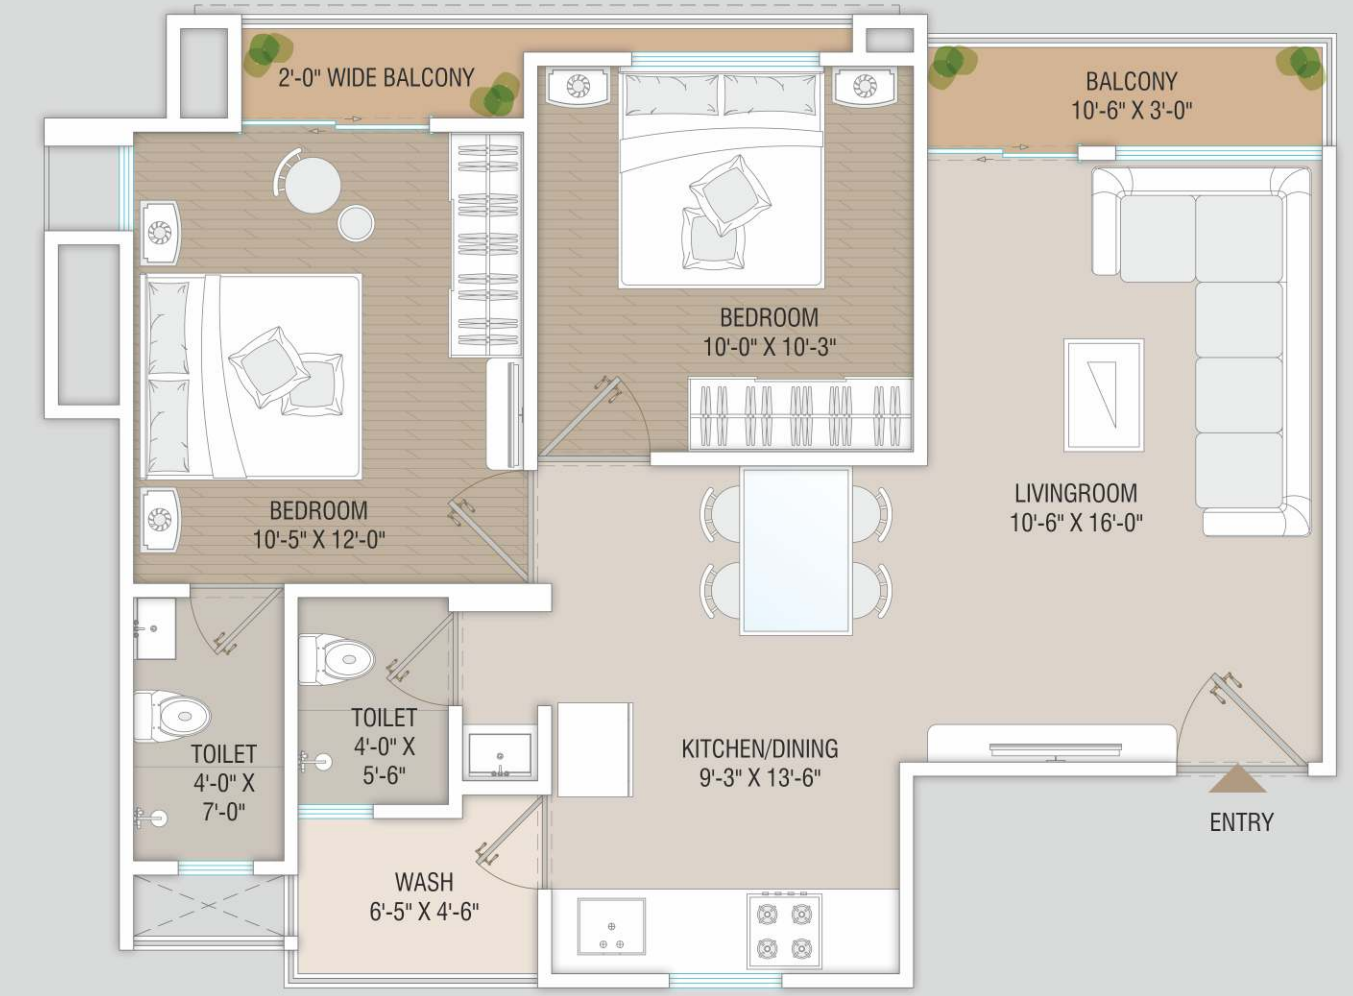 2'-0" WIDE BALCONY
BALCONY
10'-6" X 3'-0"
BEDROOM
10'-0" X 10'-3"
BEDROOM
10'-5" X 12'-0"
LIVINGROOM
10'-6" X 16'-0"
TOILET
4'-0" X
7'-0"
TOILET
4'-0" X
5'-6"
KITCHEN/DINING
9'-3" X 13'-6"
ENTRY
WASH
6'-5" X 4'-6"